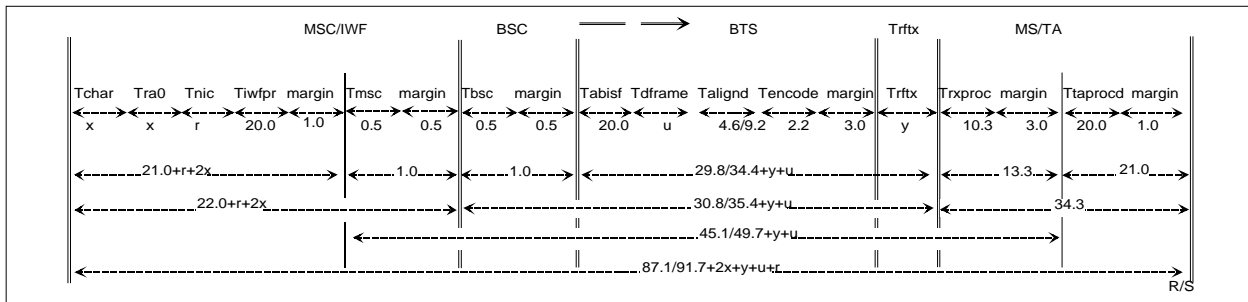 MSC/IWF BSC BTS Trftx MS/TA
Tchar Tra0 Tnic Tiwfpr margin Tmsc margin Tbsc margin Tabisf Tdframe Talignd Tencode margin Trftx Trxproc margin Ttaprocd margin
x x r 20.0 1.0 0.5 0.5 0.5 0.5 20.0 u 4.6/9.2 2.2 3.0 y 10.3 3.0 20.0 1.0
21.0+r+2x 1.0 1.0 29.8/34.4+y+u 13.3 21.0
22.0+r+2x 30.8/35.4+y+u 34.3
45.1/49.7+y+u
87.1/91.7+2x+y+u+r
R/S